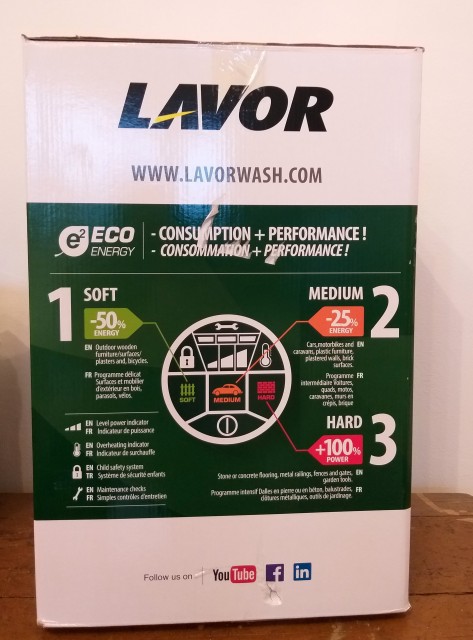 LAVOR
WWW.LAVORWASH.COM
e² ECO
ENERGY
- CONSUMPTION + PERFORMANCE !
- CONSOMMATION + PERFORMANCE !
1 SOFT
-50%
ENERGY
EN Outdoor wooden
furniture/surfaces/
plasters and, bicycles.
FR Programme délicat
Surfaces et mobilier
d'extérieur en bois,
parasols, vélos.
MEDIUM 2
-25%
ENERGY
Cars, motorbikes and EN
caravans, plastic furniture,
plastered walls, brick
surfaces.
Programme FR
intermédiaire Voitures,
quads, motos,
caravanes, murs en
crépis, brique
SOFT
MEDIUM
HARD
HARD 3
+100%
POWER
Stone or concrete flooring, metal railings, fences and gates, EN
garden tools.
Programme intensif Dalles en pierre ou en béton, balustrades, FR
clôtures métalliques, outils de jardinage.
EN Level power indicator
FR Indicateur de puissance
EN Overheating indicator
FR Indicateur de surchauffe
EN Child safety system
TR Système de sécurité enfants
EN Maintenance checks
FR Simples contrôles d'entretien
Follow us on
YouTube
f
in